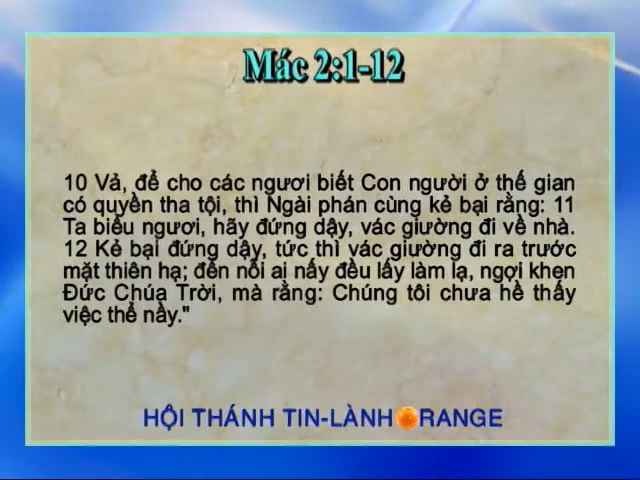 Mác 2:1-12
10 Vả, để cho các ngươi biết Con người ở thế gian
có quyền tha tội, thì Ngài phán cùng kẻ bại rằng: 11
Ta biểu ngươi, hãy đứng dậy, vác giường đi về nhà.
12 Kẻ bại đứng dậy, tức thì vác giường đi ra trước
mặt thiên hạ; đến nỗi ai nấy đều lấy làm lạ, ngợi khen
Đức Chúa Trời, mà rằng: Chúng tôi chưa hề thấy
việc thể nầy."
HỘI THÁNH TIN-LÀNH ORANGE